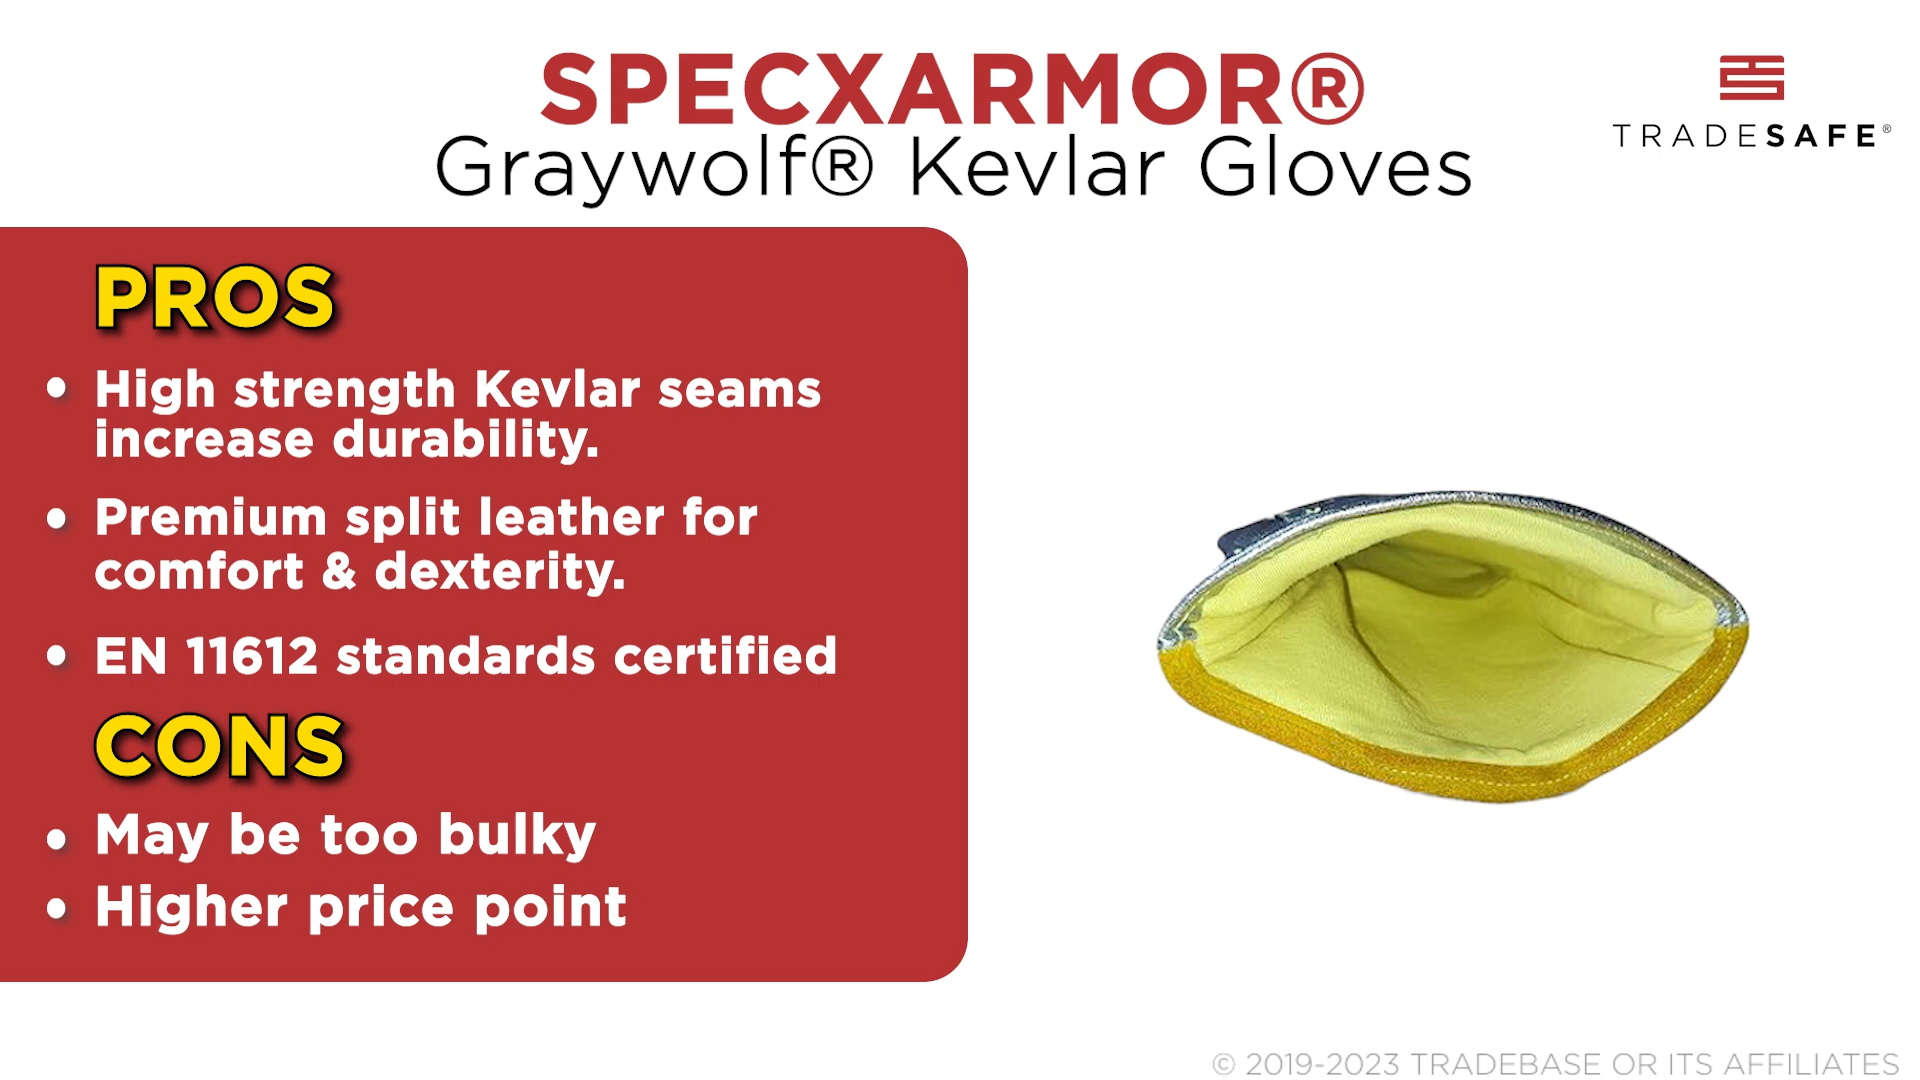 SPECXARMOR®
Graywolf® Kevlar Gloves
TRADESAFE®
PROS
• High strength Kevlar seams
increase durability.
• Premium split leather for
comfort & dexterity.
• EN 11612 standards certified
CONS
• May be too bulky
• Higher price point
© 2019-2023 TRADEBASE OR ITS AFFILIATES